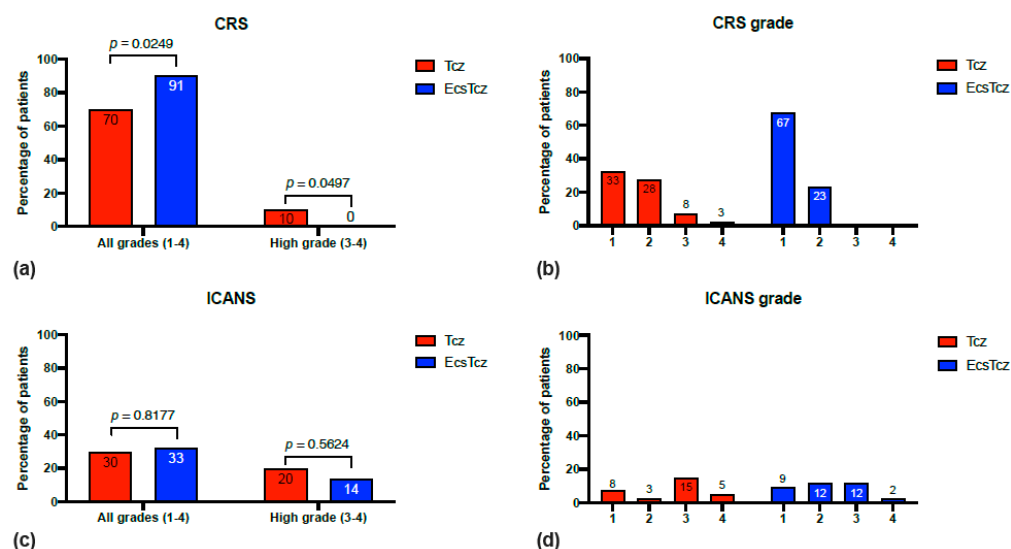 CRS
p = 0.0249
Tcz
EcsTcz
Percentage of patients
100
80
60
40
20
0
70
91
p = 0.0497
10
0
All grades (1-4)
High grade (3-4)
(a)
CRS grade
Tcz
EcsTcz
Percentage of patients
100
80
60
40
20
0
33
28
8
3
67
23
1 2 3 4 1 2 3 4
(b)
ICANS
Tcz
EcsTcz
Percentage of patients
100
80
60
40
20
0
p = 0.8177
30
33
p = 0.5624
20
14
All grades (1-4)
High grade (3-4)
(c)
ICANS grade
Tcz
EcsTcz
Percentage of patients
100
80
60
40
20
0
8
3
15
5
9
12
12
2
1 2 3 4 1 2 3 4
(d)